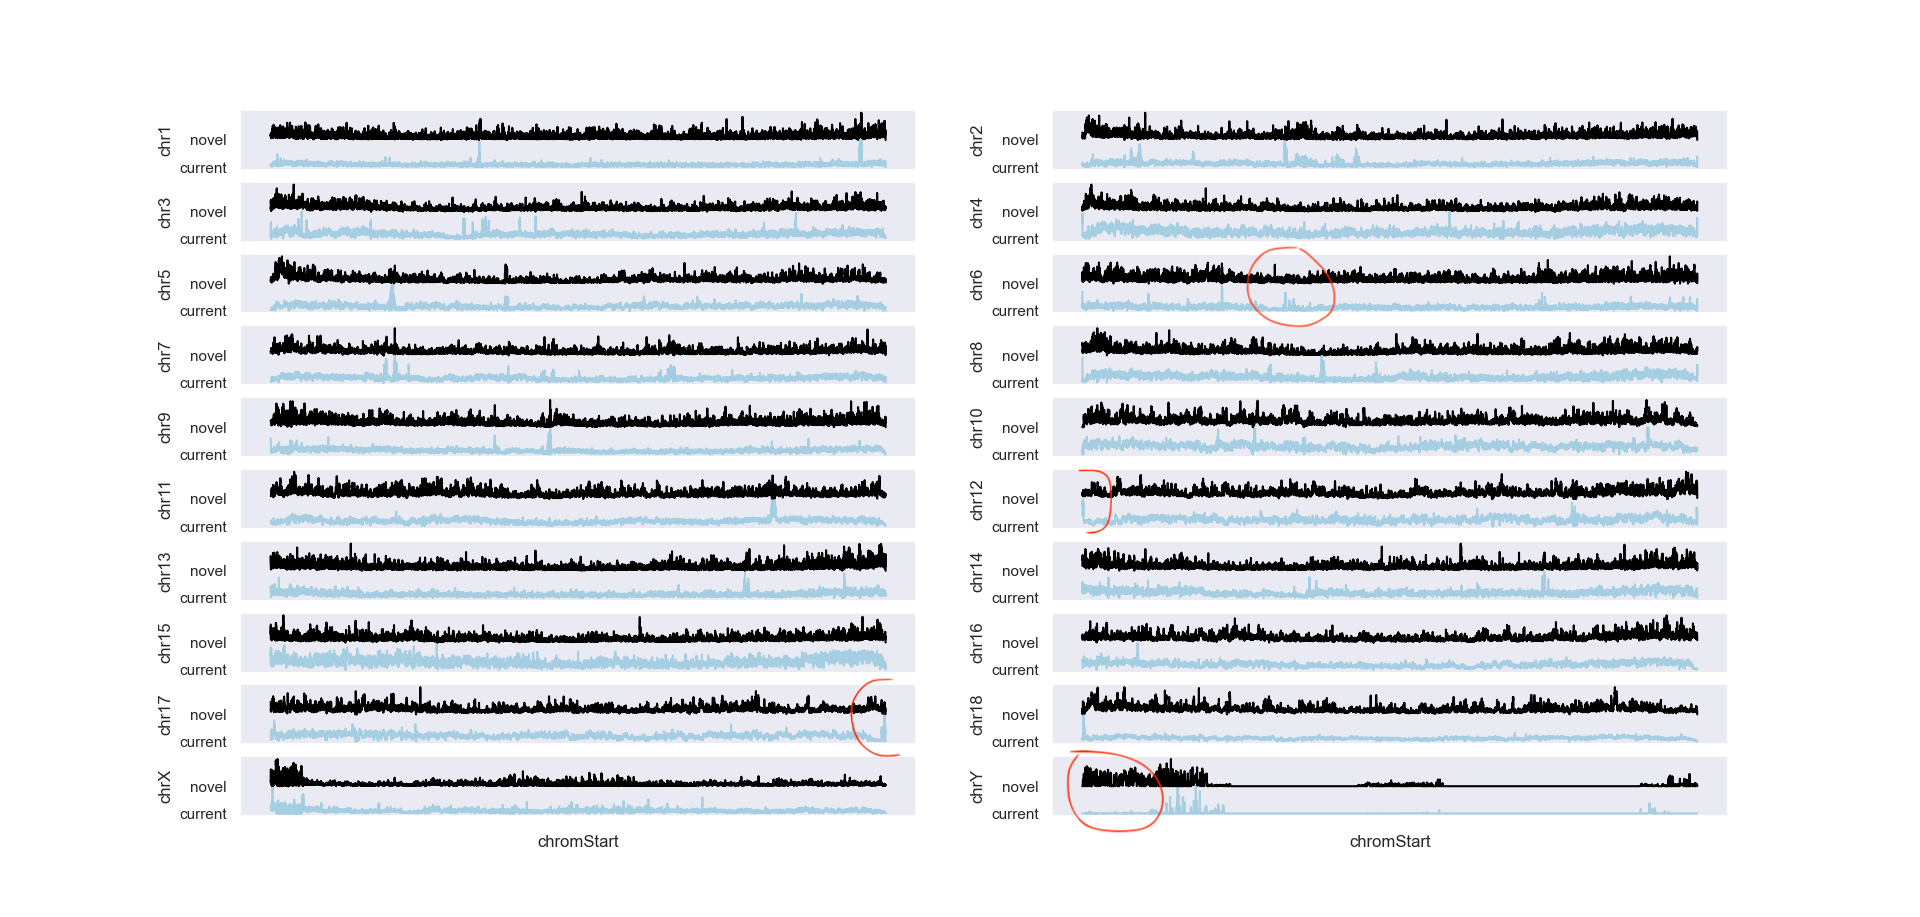 chr1 novel current
chr2 novel current
chr3 novel current
chr4 novel current
chr5 novel current
chr6 novel current
chr7 novel current
chr8 novel current
chr9 novel current
chr10 novel current
chr11 novel current
chr12 novel current
chr13 novel current
chr14 novel current
chr15 novel current
chr16 novel current
chr17 novel current
chr18 novel current
chrX novel current
chrY novel current
chromStart
chromStart